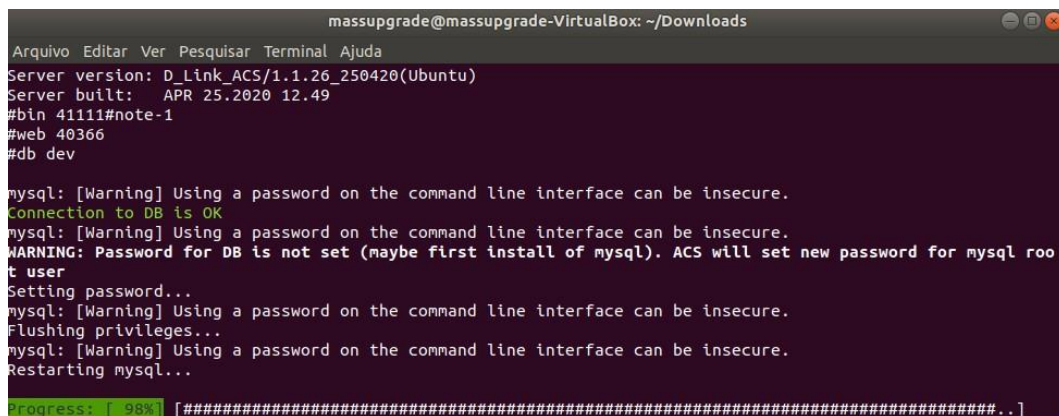 massupgrade@massupgrade-VirtualBox: ~/Downloads
Arquivo Editar Ver Pesquisar Terminal Ajuda
Server version: D_Link_ACS/1.1.26_250420(Ubuntu)
Server built:   APR 25.2020 12.49
#bin 41111#note-1
#web 40366
#db dev
mysql: [Warning] Using a password on the command line interface can be insecure.
Connection to DB is OK
mysql: [Warning] Using a password on the command line interface can be insecure.
WARNING: Password for DB is not set (maybe first install of mysql). ACS will set new password for mysql roo
t user
Setting password...
mysql: [Warning] Using a password on the command line interface can be insecure.
Flushing privileges...
mysql: [Warning] Using a password on the command line interface can be insecure.
Restarting mysql...
Progress: [ 98%] [###################################################################################..]